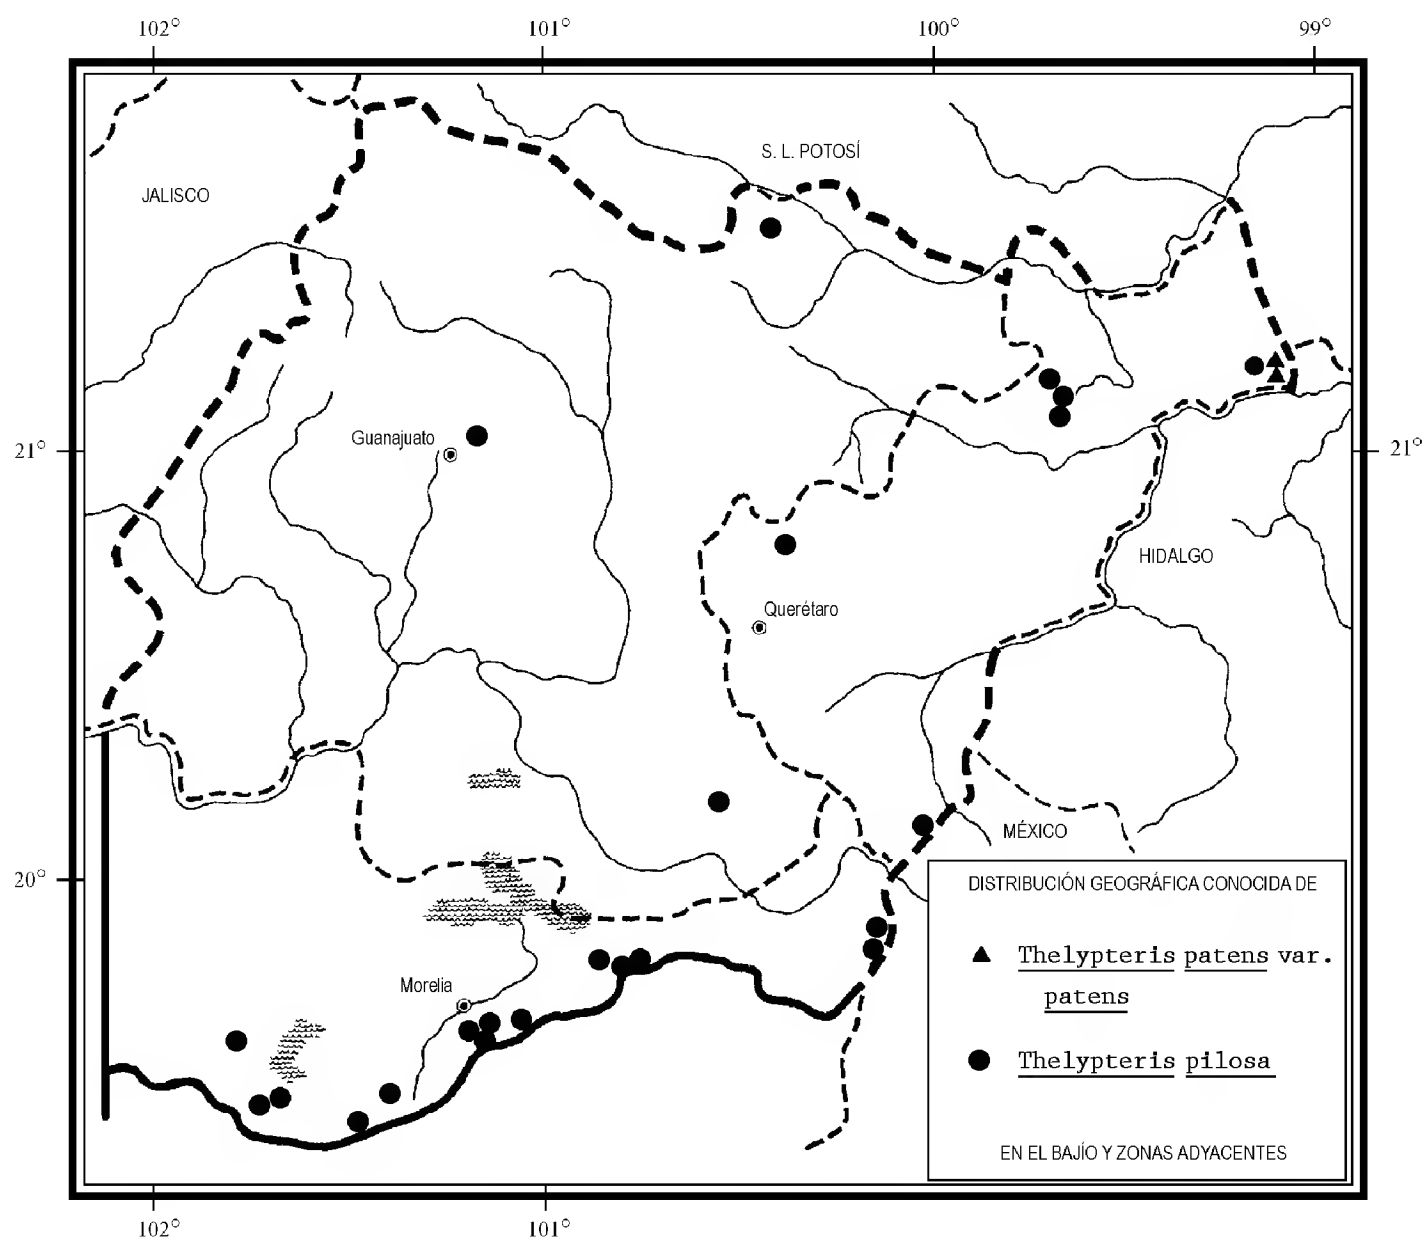 102° 101° 100° 99°
S. L. POTOSÍ
JALISCO
Guanajuato
21° 21°
HIDALGO
Querétaro
MÉXICO
20°
DISTRIBUCIÓN GEOGRÁFICA CONOCIDA DE
Thelypteris patens var.
patens
Morelia
Thelypteris pilosa
EN EL BAJÍO Y ZONAS ADYACENTES
102° 101°